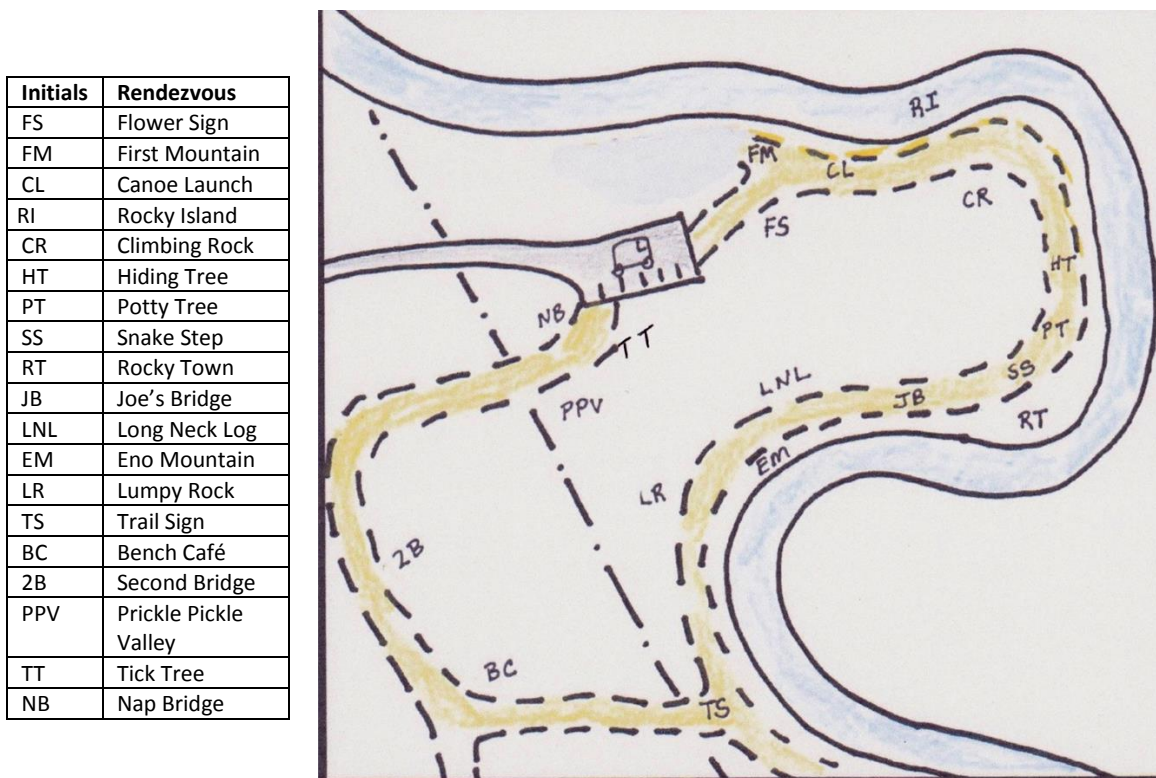 Initials Rendezvous
FS Flower Sign
FM First Mountain
CL Canoe Launch
RI Rocky Island
CR Climbing Rock
HT Hiding Tree
PT Potty Tree
SS Snake Step
RT Rocky Town
JB Joe's Bridge
LNL Long Neck Log
EM Eno Mountain
LR Lumpy Rock
TS Trail Sign
BC Bench Café
2B Second Bridge
PPV Prickle Pickle
Valley
TT Tick Tree
NB Nap Bridge
RI
FM
CL
CR
FS
HT
NB
TT
PT
SS
LNL
JB
PPV
RT
EM
LR
2B
BC
TS